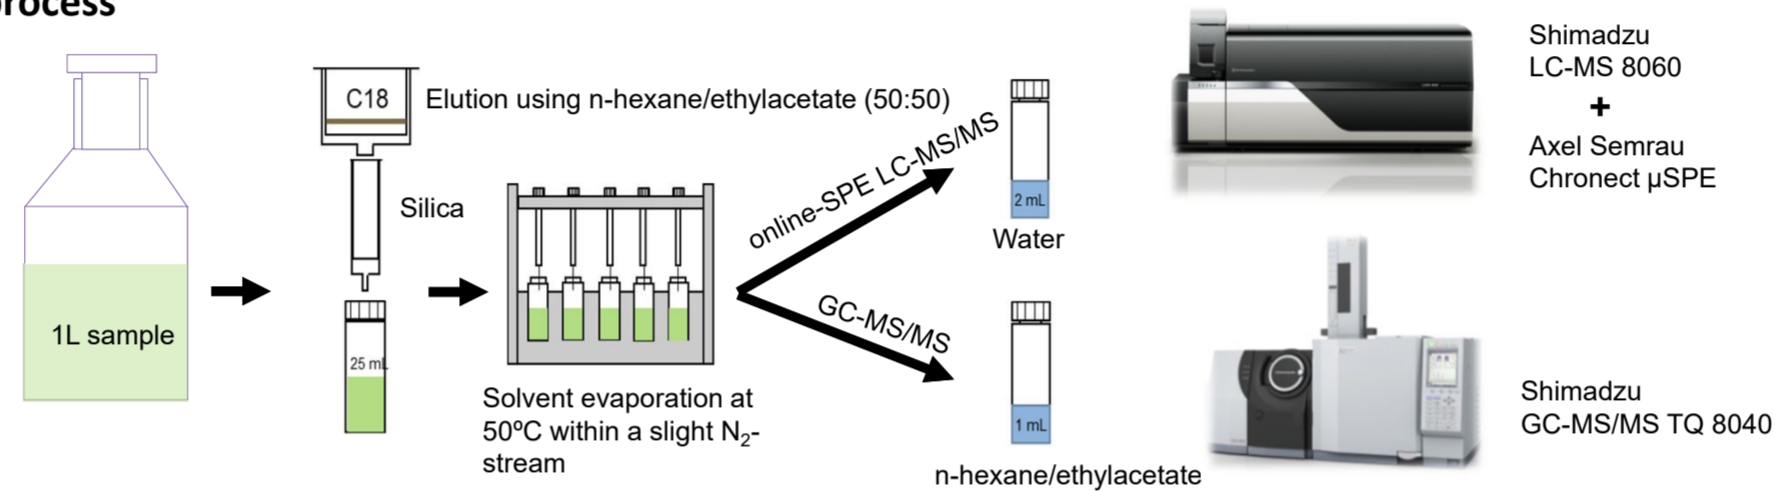 process
1L sample
C18
Elution using n-hexane/ethylacetate (50:50)
Silica
25 mL
Solvent evaporation at
50ºC within a slight N₂-
stream
online-SPE LC-MS/MS
GC-MS/MS
2 mL
Water
1 mL
n-hexane/ethylacetate
Shimadzu
LC-MS 8060
+
Axel Semrau
Chronect µSPE
Shimadzu
GC-MS/MS TQ 8040